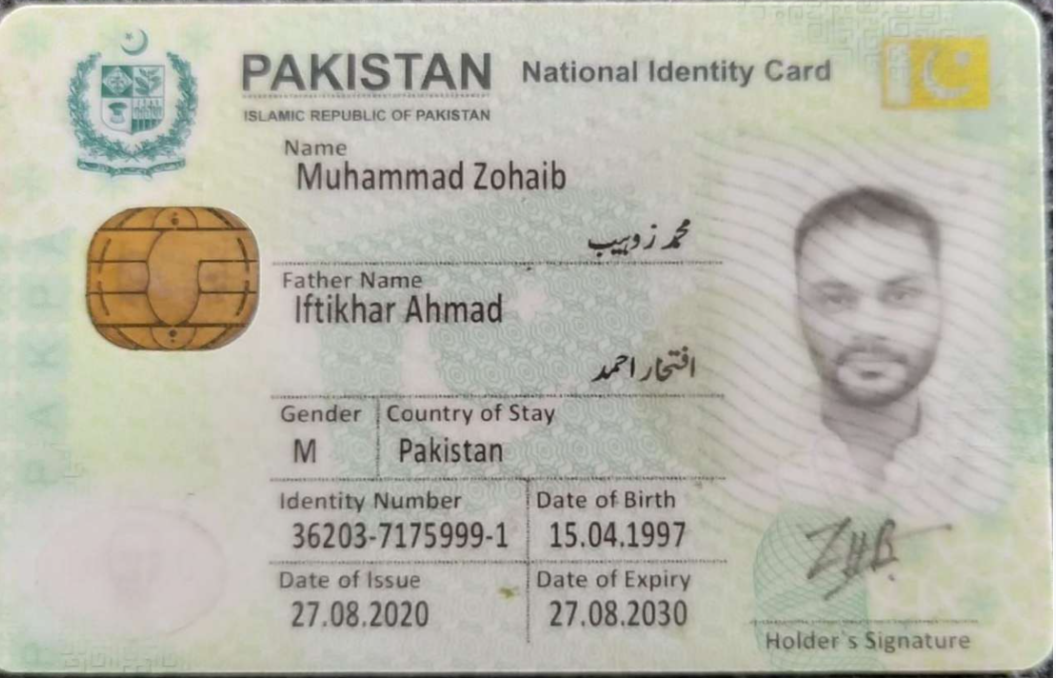 PAKISTAN National Identity Card
ISLAMIC REPUBLIC OF PAKISTAN
Name
Muhammad Zohaib
محمد زوہیب
Father Name
Iftikhar Ahmad
افتخار احمد
Gender Country of Stay
M Pakistan
Identity Number Date of Birth
36203-7175999-1 15.04.1997
Date of Issue Date of Expiry
27.08.2020 27.08.2030
ZHB
Holder's Signature